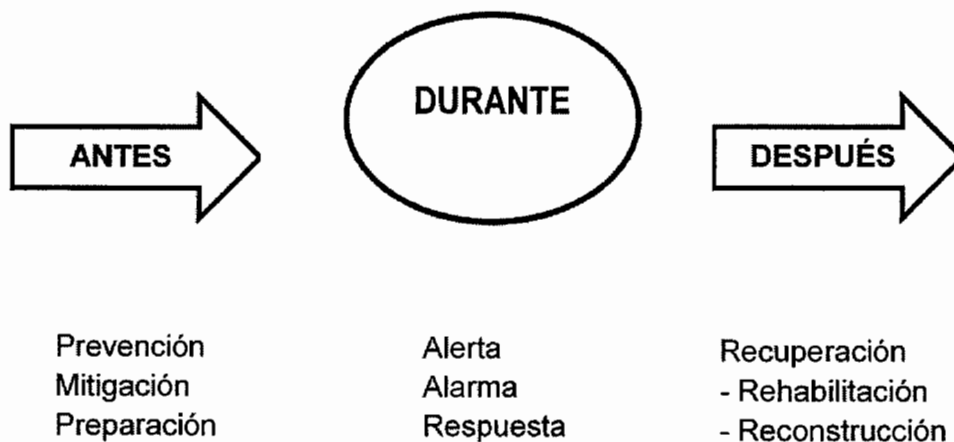 ANTES
DURANTE
DESPUÉS
Prevención
Mitigación
Preparación
Alerta
Alarma
Respuesta
Recuperación
- Rehabilitación
- Reconstrucción